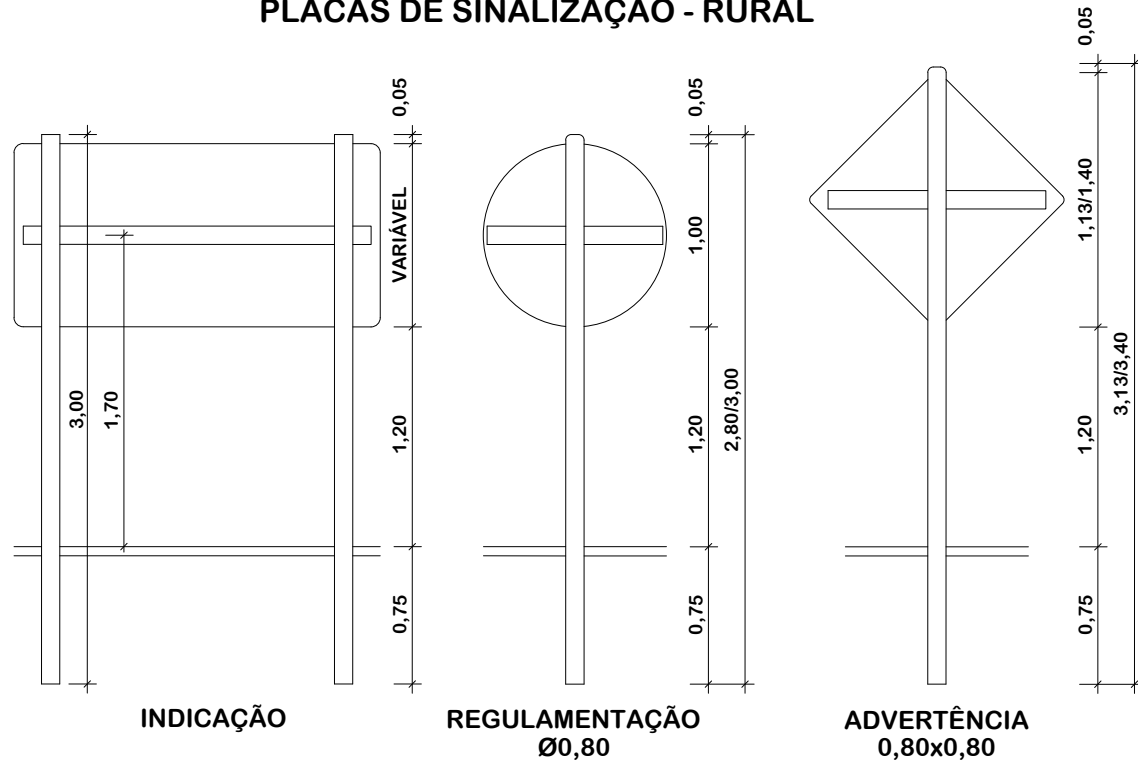 PLACAS DE SINALIZAÇÃO - RURAL
3,00
1,70
0,05
VARIÁVEL
1,20
0,75
INDICAÇÃO
0,05
1,00
1,20
0,75
2,80/3,00
REGULAMENTAÇÃO
Ø0,80
0,05
1,13/1,40
1,20
0,75
3,13/3,40
ADVERTÊNCIA
0,80x0,80